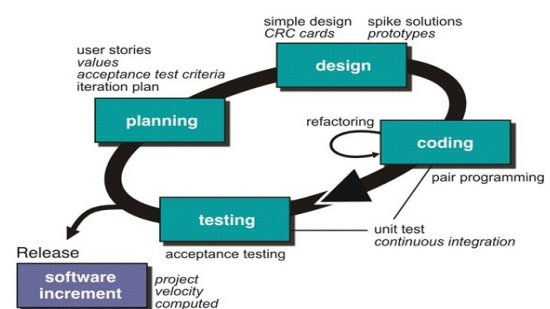 simple design
CRC cards
spike solutions
prototypes
user stories
values
acceptance test criteria
iteration plan
design
planning
refactoring
coding
pair programming
testing
unit test
continuous integration
acceptance testing
Release
software
increment
project
velocity
computed